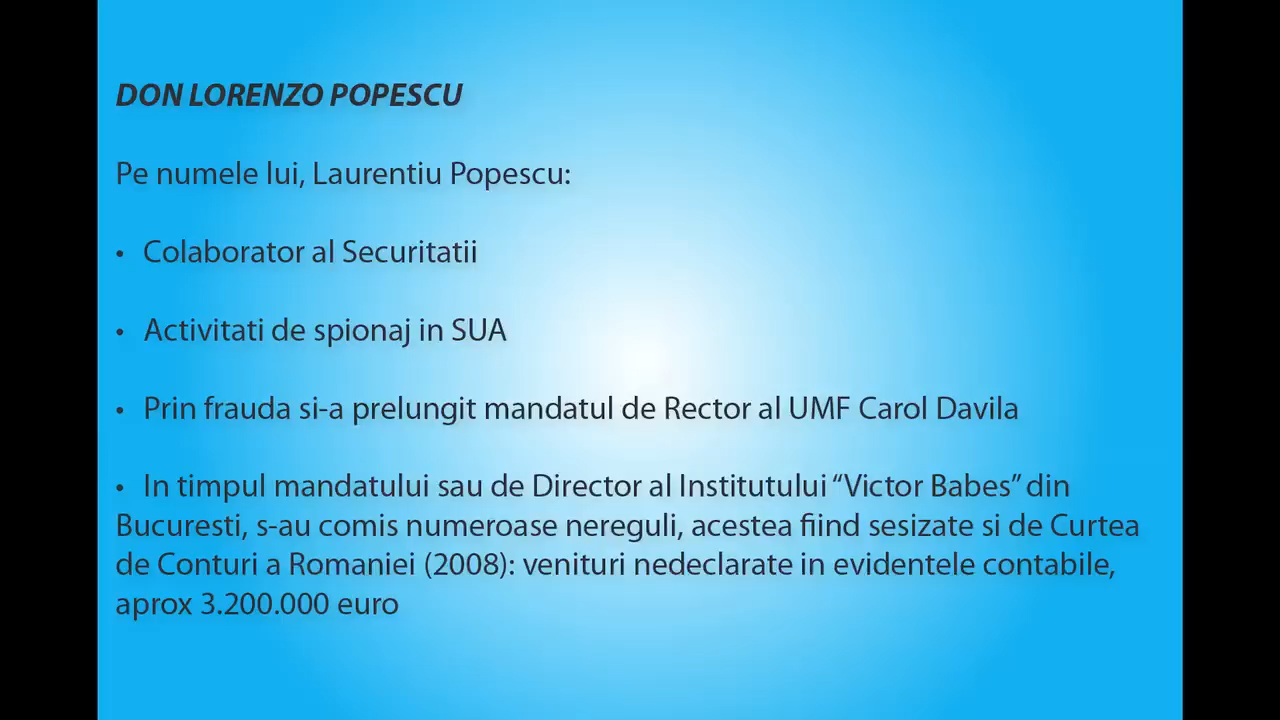 DON LORENZO POPESCU
Pe numele lui, Laurentiu Popescu:
• Colaborator al Securitatii
• Activitati de spionaj in SUA
• Prin frauda si-a prelungit mandatul de Rector al UMF Carol Davila
• In timpul mandatului sau de Director al Institutului “Victor Babes” din
Bucuresti, s-au comis numeroase nereguli, acestea fiind sesizate si de Curtea
de Conturi a Romaniei (2008): venituri nedeclarate in evidentele contabile,
aprox 3.200.000 euro